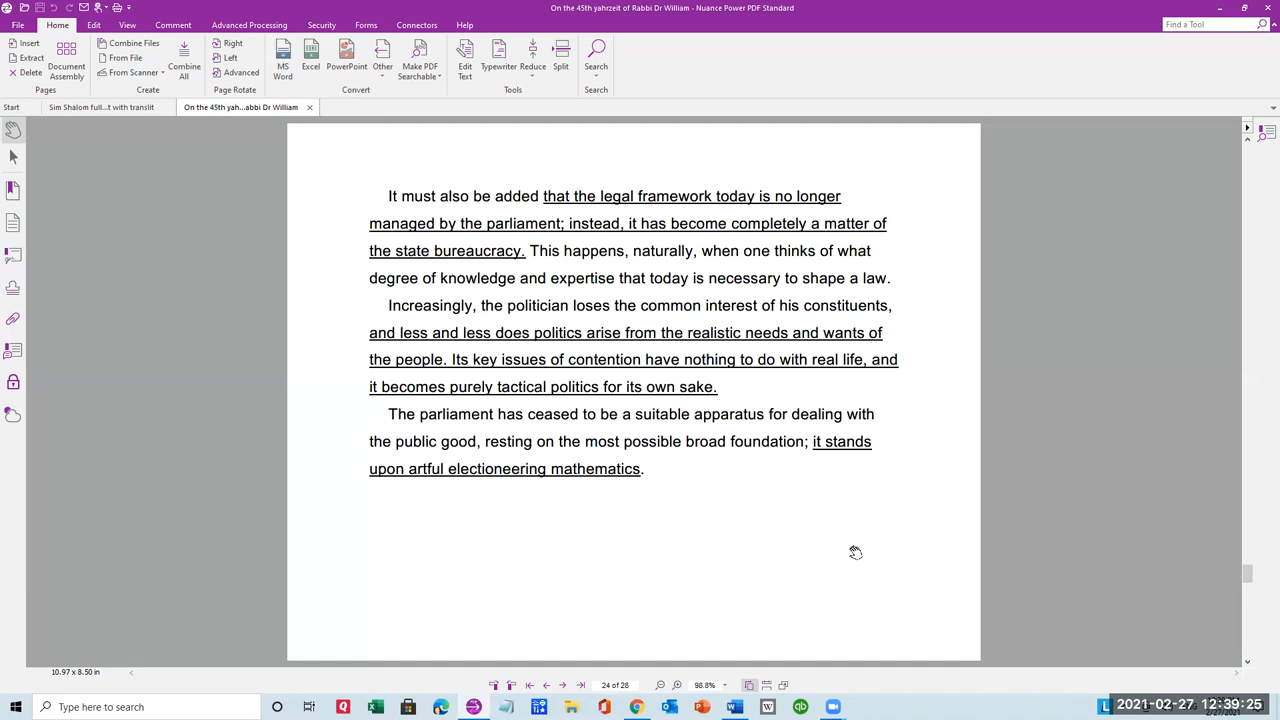 On the 45th yahrzeit of Rabbi Dr William - Nuance Power PDF Standard
File Home Edit View Comment Advanced Processing Security Forms Connectors Help
Find a Tool
Insert
Extract
Delete
Pages
Document Assembly
Combine Files
From File
From Scanner
Combine All
Create
Right
Left
Advanced
Page Rotate
MS Word
Excel
PowerPoint
Other
Make PDF Searchable
Convert
Edit Text
Typewriter
Reduce
Split
Tools
Search
Search
Start Sim Shalom full...t with translit On the 45th yah...abbi Dr William
It must also be added that the legal framework today is no longer
managed by the parliament; instead, it has become completely a matter of
the state bureaucracy. This happens, naturally, when one thinks of what
degree of knowledge and expertise that today is necessary to shape a law.
Increasingly, the politician loses the common interest of his constituents,
and less and less does politics arise from the realistic needs and wants of
the people. Its key issues of contention have nothing to do with real life, and
it becomes purely tactical politics for its own sake.
The parliament has ceased to be a suitable apparatus for dealing with
the public good, resting on the most possible broad foundation; it stands
upon artful electioneering mathematics.
10.97 x 8.50 in
24 of 28
98.8%
Type here to search
2021-02-27 12:39:25